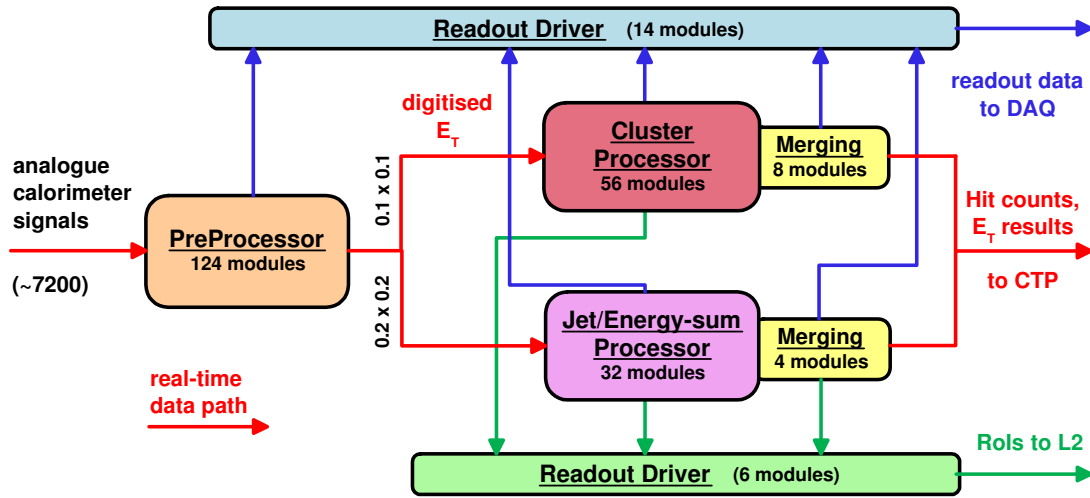 Readout Driver (14 modules)
readout data
to DAQ
digitised
E_T
Cluster
Processor
56 modules
Merging
8 modules
analogue
calorimeter
signals
(~7200)
PreProcessor
124 modules
0.1 x 0.1
0.2 x 0.2
Hit counts,
E_T results
to CTP
Jet/Energy-sum
Processor
32 modules
Merging
4 modules
real-time
data path
RoIs to L2
Readout Driver (6 modules)